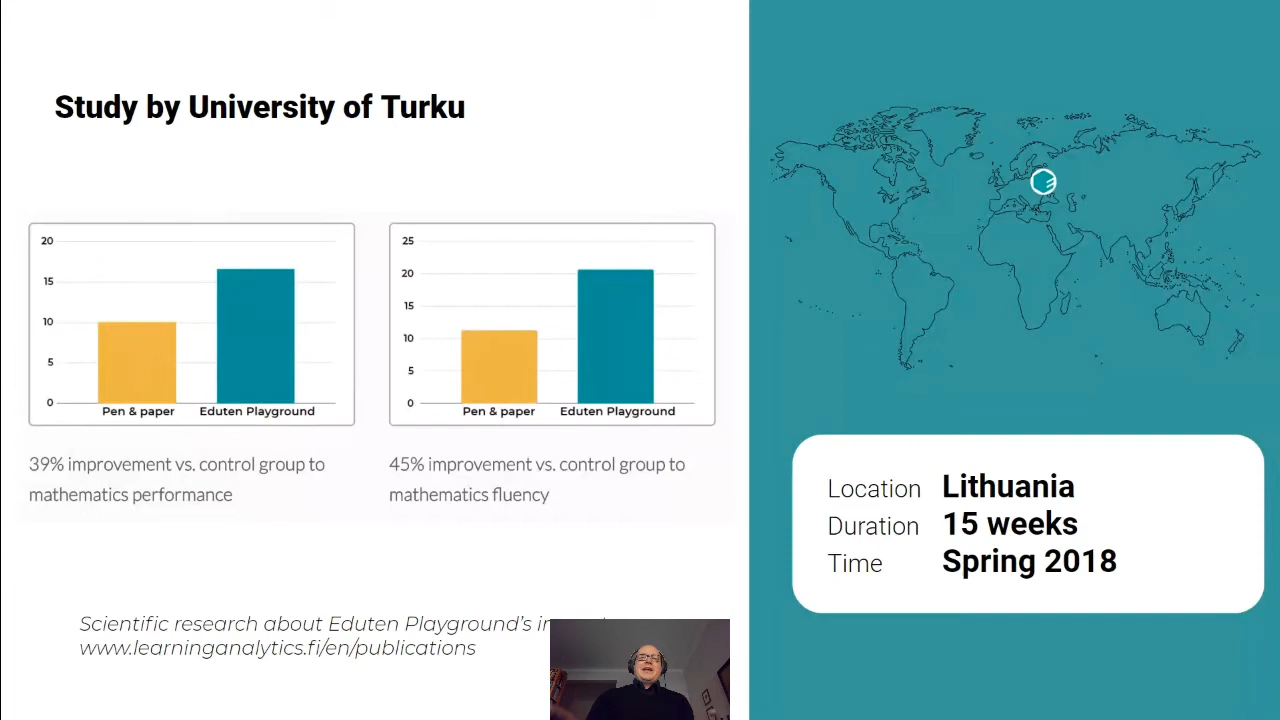 Study by University of Turku
20
15
10
5
0
Pen & paper Eduten Playground
39% improvement vs. control group to
mathematics performance
25
20
15
10
5
0
Pen & paper Eduten Playground
45% improvement vs. control group to
mathematics fluency
Scientific research about Eduten Playground's
www.learninganalytics.fi/en/publications
Location Lithuania
Duration 15 weeks
Time Spring 2018